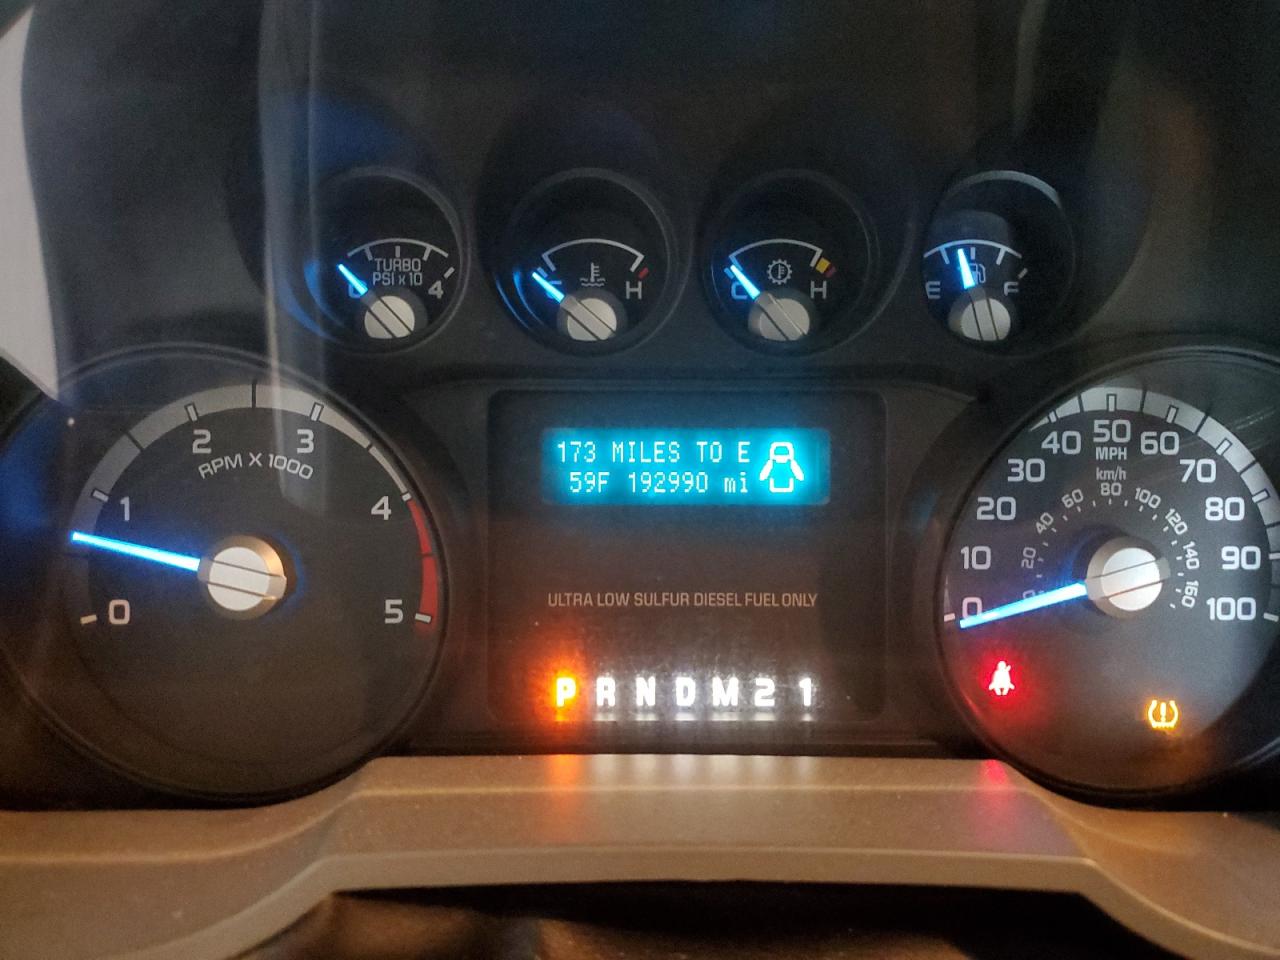 TURBO
PSI x 10
0 4
H
C H
E F
0 1 2 3 4 5
RPM X 1000
173 MILES TO E
59F 192990 mi
ULTRA LOW SULFUR DIESEL FUEL ONLY
P R N D M 2 1
0 10 20 30 40 50 60 70 80 90 100
MPH
km/h
20 40 60 80 100 120 140 160